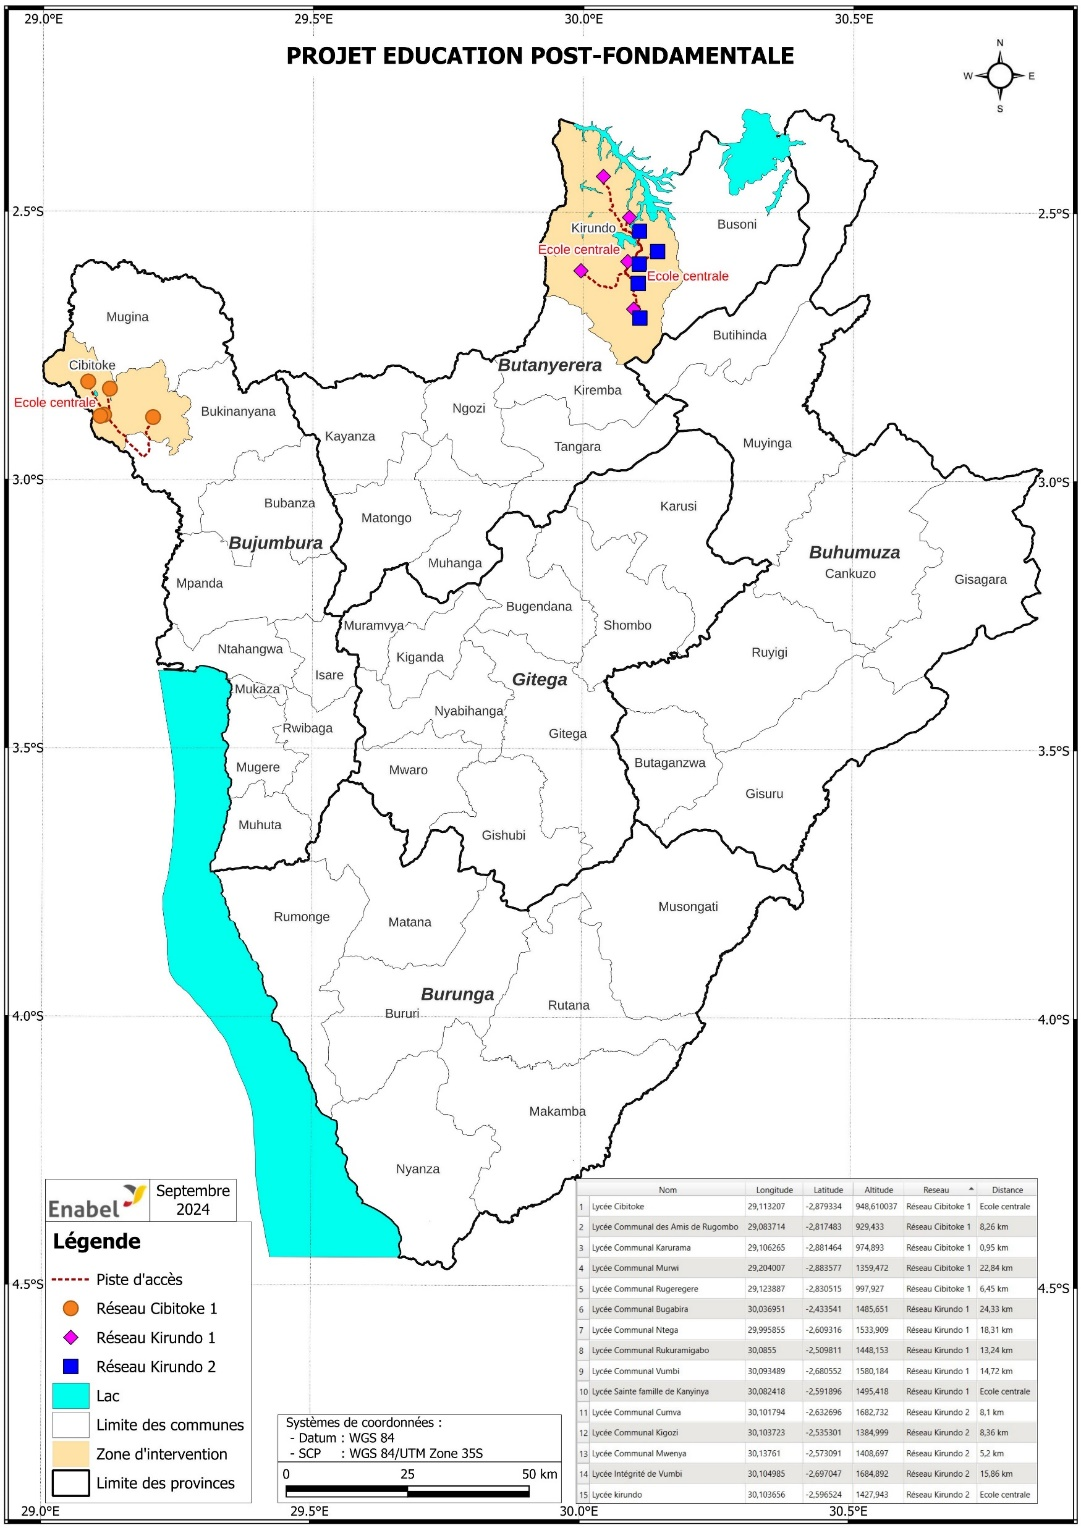 29.0°E 29.5°E 30.0°E 30.5°E
PROJET EDUCATION POST-FONDAMENTALE
N
W E
S
2.5°S 2.5°S
Busoni
Kirundo
Ecole centrale
Ecole centrale
Mugina
Butihinda
Cibitoke
Butanyerera
Kiremba
Ecole centrale
Bukinanyana
Ngozi
Kayanza
Tangara
Muyinga
3.0°S 3.0°S
Bubanza
Karusi
Matongo
Bujumbura
Buhumuza
Muhanga
Cankuzo
Mpanda
Gisagara
Bugendana
Muramvya
Shombo
Ntahangwa
Kiganda
Ruyigi
Isare
Gitega
Mukaza
Nyabihanga
Rwibaga
Gitega
3.5°S 3.5°S
Mugere
Mwaro
Butaganzwa
Gisuru
Muhuta
Gishubi
Rumonge
Matana
Musongati
Burunga
Rutana
Bururi
4.0°S 4.0°S
Makamba
Nyanza
4.5°S 4.5°S
Enabel
Septembre
2024
Légende
Piste d'accès
Réseau Cibitoke 1
Réseau Kirundo 1
Réseau Kirundo 2
Lac
Limite des communes
Zone d'intervention
Limite des provinces
Systèmes de coordonnées :
- Datum : WGS 84
- SCP : WGS 84/UTM Zone 35S
0 25 50 km
Nom Longitude Latitude Altitude Reseau Distance
1 Lycée Cibitoke 29,113207 -2,879334 948,610037 Réseau Cibitoke 1 Ecole centrale
2 Lycée Communal des Amis de Rugombo 29,083714 -2,817483 929,433 Réseau Cibitoke 1 8,26 km
3 Lycée Communal Karurama 29,106265 -2,881464 974,893 Réseau Cibitoke 1 0,95 km
4 Lycée Communal Murwi 29,204007 -2,883577 1359,472 Réseau Cibitoke 1 22,84 km
5 Lycée Communal Rugeregere 29,123887 -2,830515 997,927 Réseau Cibitoke 1 6,45 km
6 Lycée Communal Bugabira 30,036951 -2,433541 1485,651 Réseau Kirundo 1 24,33 km
7 Lycée Communal Ntega 29,995855 -2,609316 1533,909 Réseau Kirundo 1 18,31 km
8 Lycée Communal Rukuramigabo 30,0855 -2,509811 1448,153 Réseau Kirundo 1 13,24 km
9 Lycée Communal Vumbi 30,093489 -2,680552 1580,184 Réseau Kirundo 1 14,72 km
10 Lycée Sainte famille de Kanyinya 30,082418 -2,591896 1495,418 Réseau Kirundo 1 Ecole centrale
11 Lycée Communal Cumva 30,101794 -2,632696 1682,732 Réseau Kirundo 2 8,1 km
12 Lycée Communal Kigozi 30,103723 -2,535301 1384,999 Réseau Kirundo 2 8,36 km
13 Lycée Communal Mwenya 30,13761 -2,573091 1408,697 Réseau Kirundo 2 5,2 km
14 Lycée Intégrité de Vumbi 30,104985 -2,697047 1684,892 Réseau Kirundo 2 15,86 km
15 Lycée kirundo 30,103656 -2,596524 1427,943 Réseau Kirundo 2 Ecole centrale
29.0°E 29.5°E 30.0°E 30.5°E